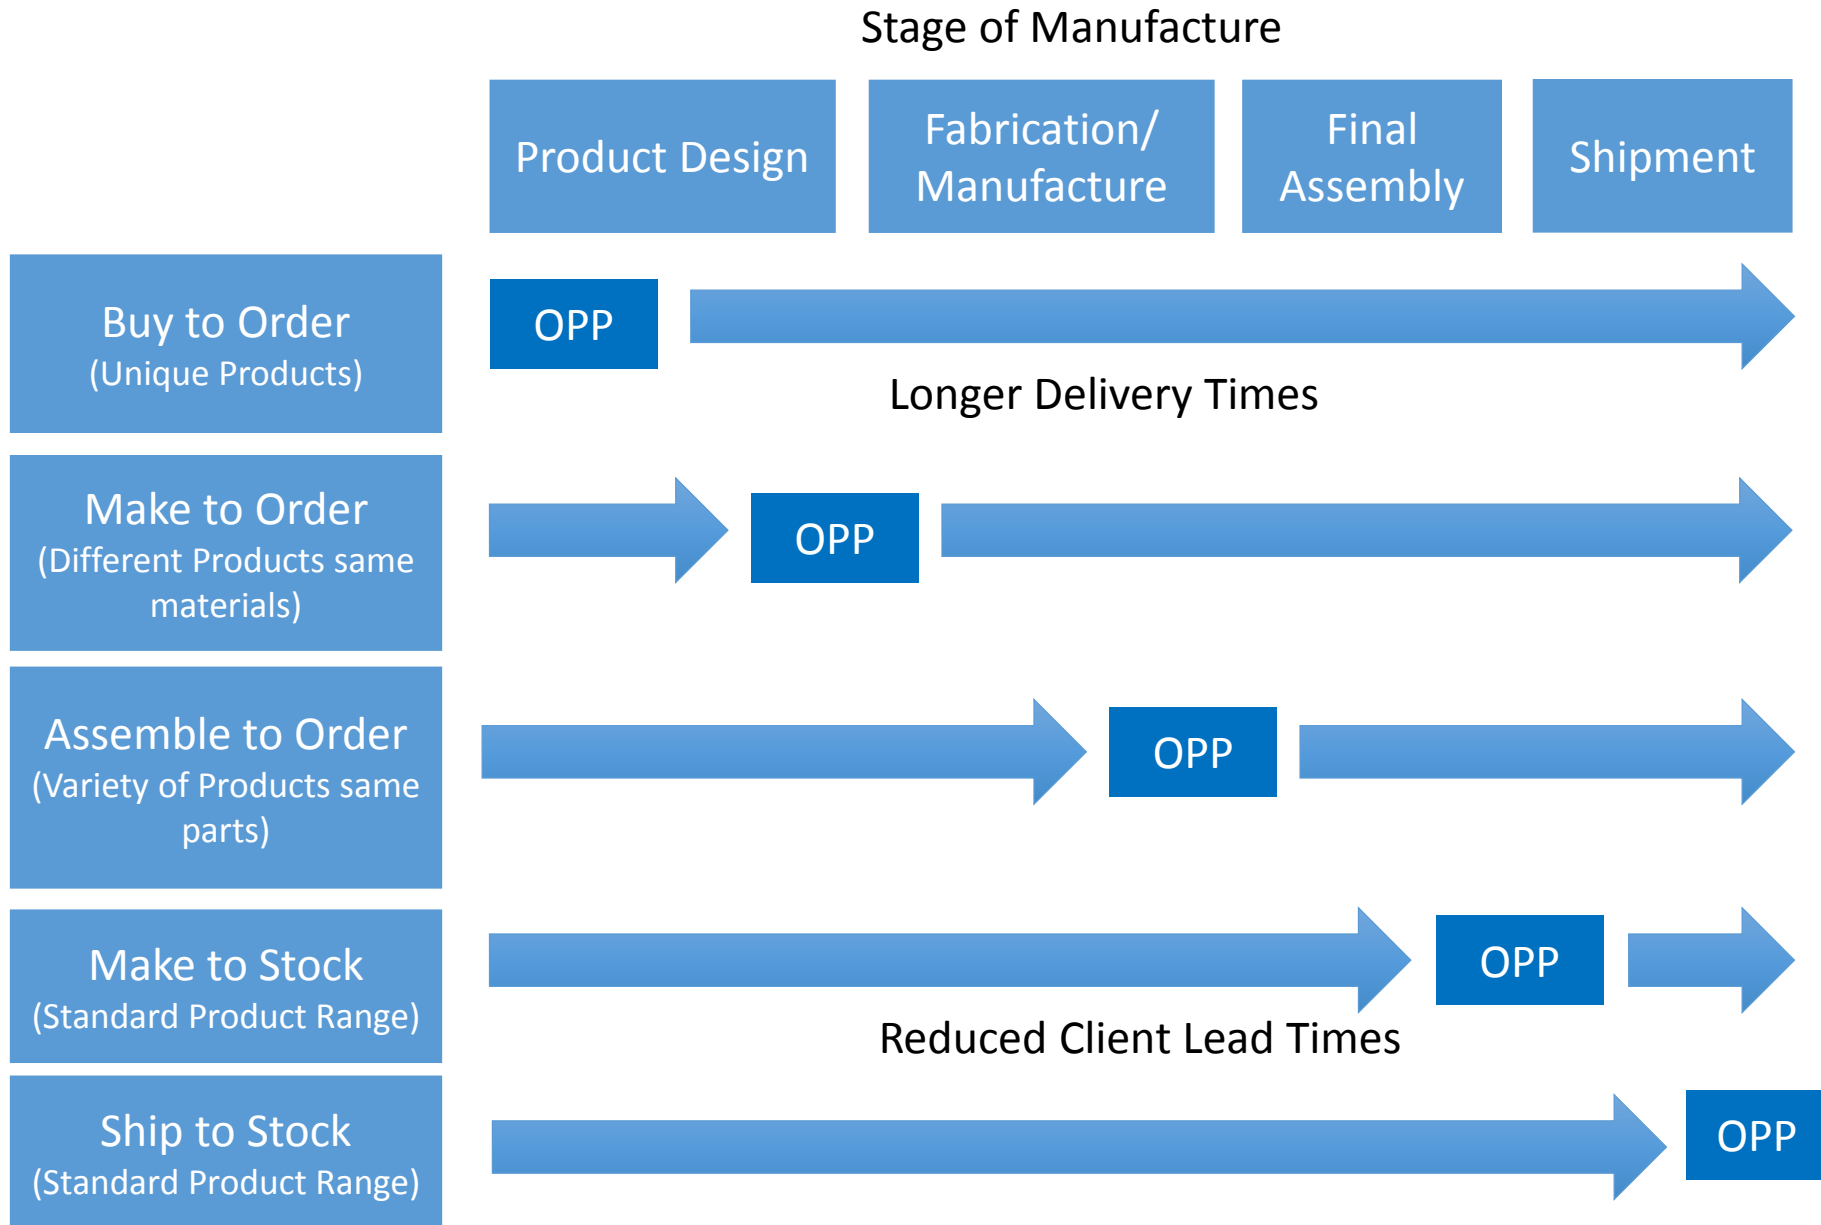 Stage of Manufacture
Product Design
Fabrication/
Manufacture
Final
Assembly
Shipment
Buy to Order
(Unique Products)
OPP
Longer Delivery Times
Make to Order
(Different Products same
materials)
OPP
Assemble to Order
(Variety of Products same
parts)
OPP
Make to Stock
(Standard Product Range)
OPP
Reduced Client Lead Times
Ship to Stock
(Standard Product Range)
OPP